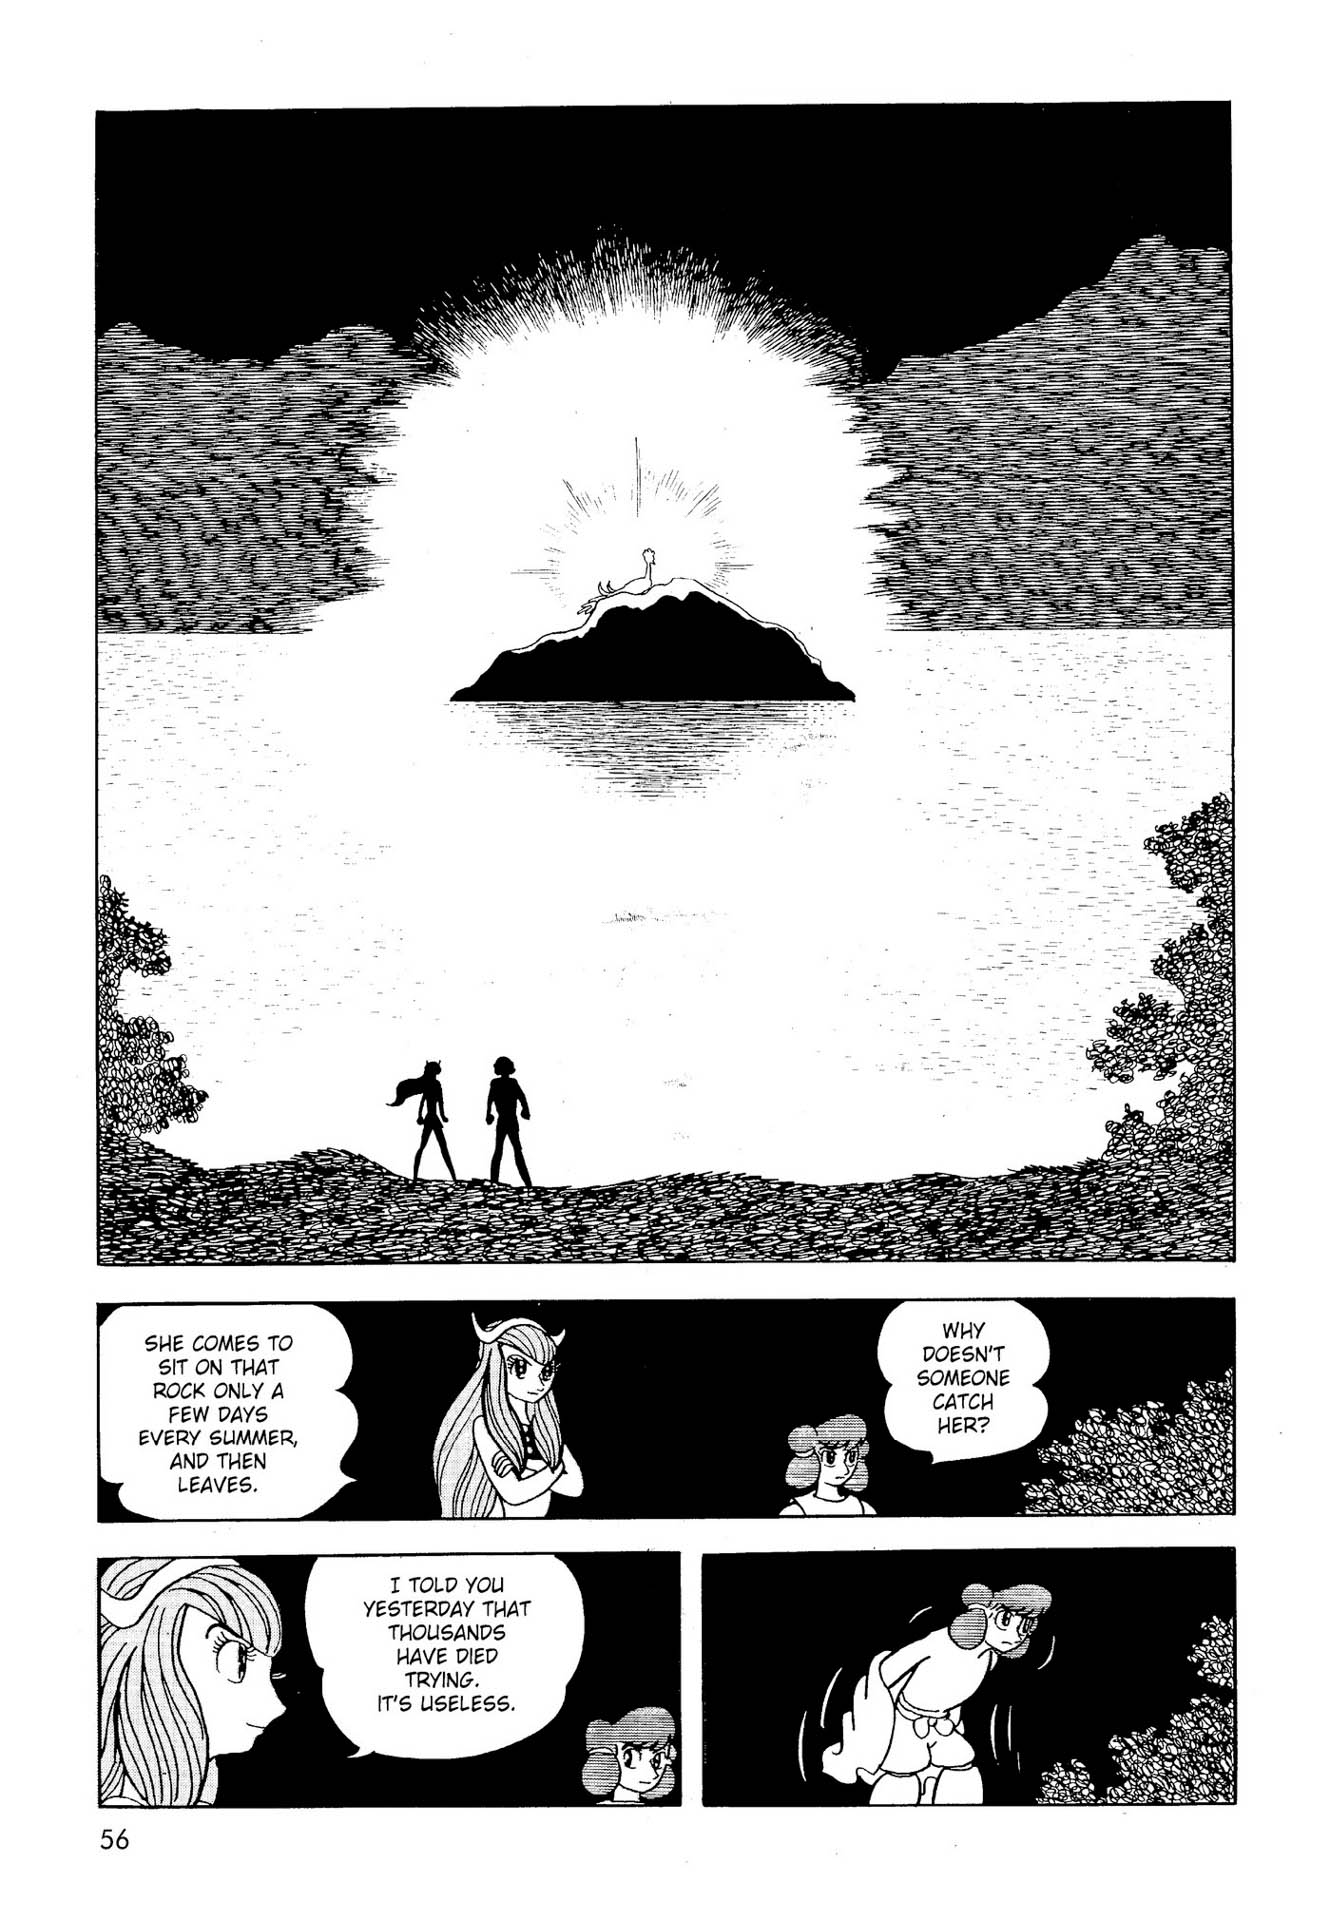 SHE COMES TO
SIT ON THAT
ROCK ONLY A
FEW DAYS
EVERY SUMMER,
AND THEN
LEAVES.
WHY
DOESN'T
SOMEONE
CATCH
HER?
I TOLD YOU
YESTERDAY THAT
THOUSANDS
HAVE DIED
TRYING.
IT'S USELESS.
56